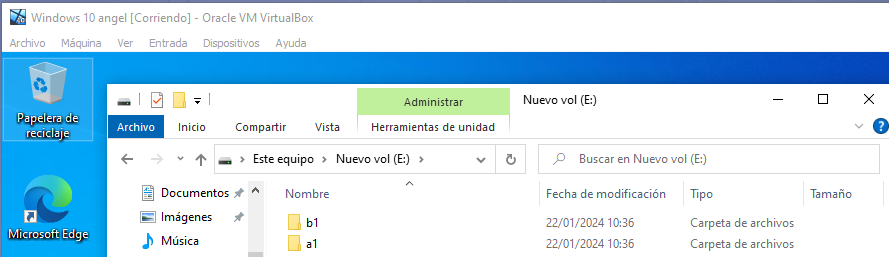 Windows 10 angel [Corriendo] - Oracle VM VirtualBox
Archivo Máquina Ver Entrada Dispositivos Ayuda
Papelera de
reciclaje
Microsoft Edge
Administrar Nuevo vol (E:)
Archivo Inicio Compartir Vista Herramientas de unidad
Este equipo > Nuevo vol (E:) > Buscar en Nuevo vol (E:)
Documentos
Imágenes
Música
Nombre Fecha de modificación Tipo Tamaño
b1 22/01/2024 10:36 Carpeta de archivos
a1 22/01/2024 10:36 Carpeta de archivos